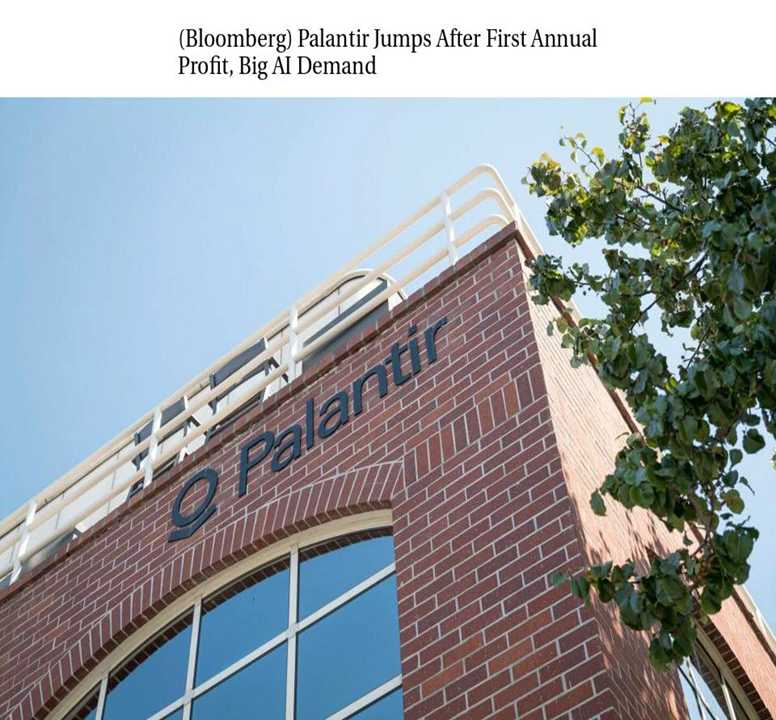 (Bloomberg) Palantir Jumps After First Annual
Profit, Big AI Demand
Palantir